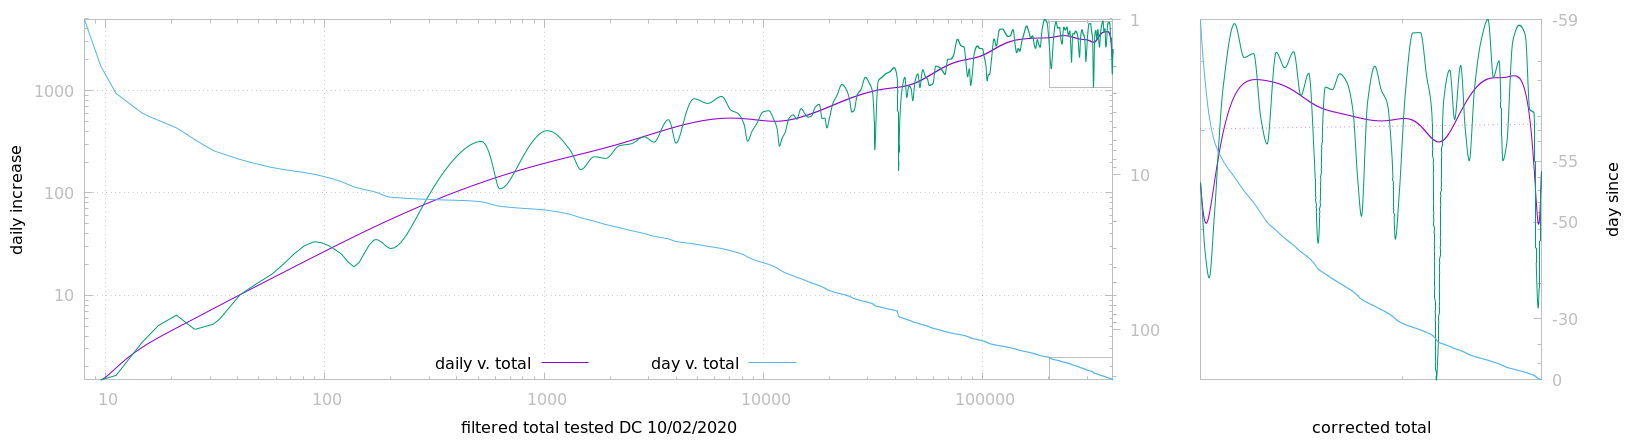 daily increase
1000
100
10
10
100
1000
10000
100000
1
10
100
daily v. total
day v. total
filtered total tested DC 10/02/2020
-59
-55
-50
-30
0
day since
corrected total